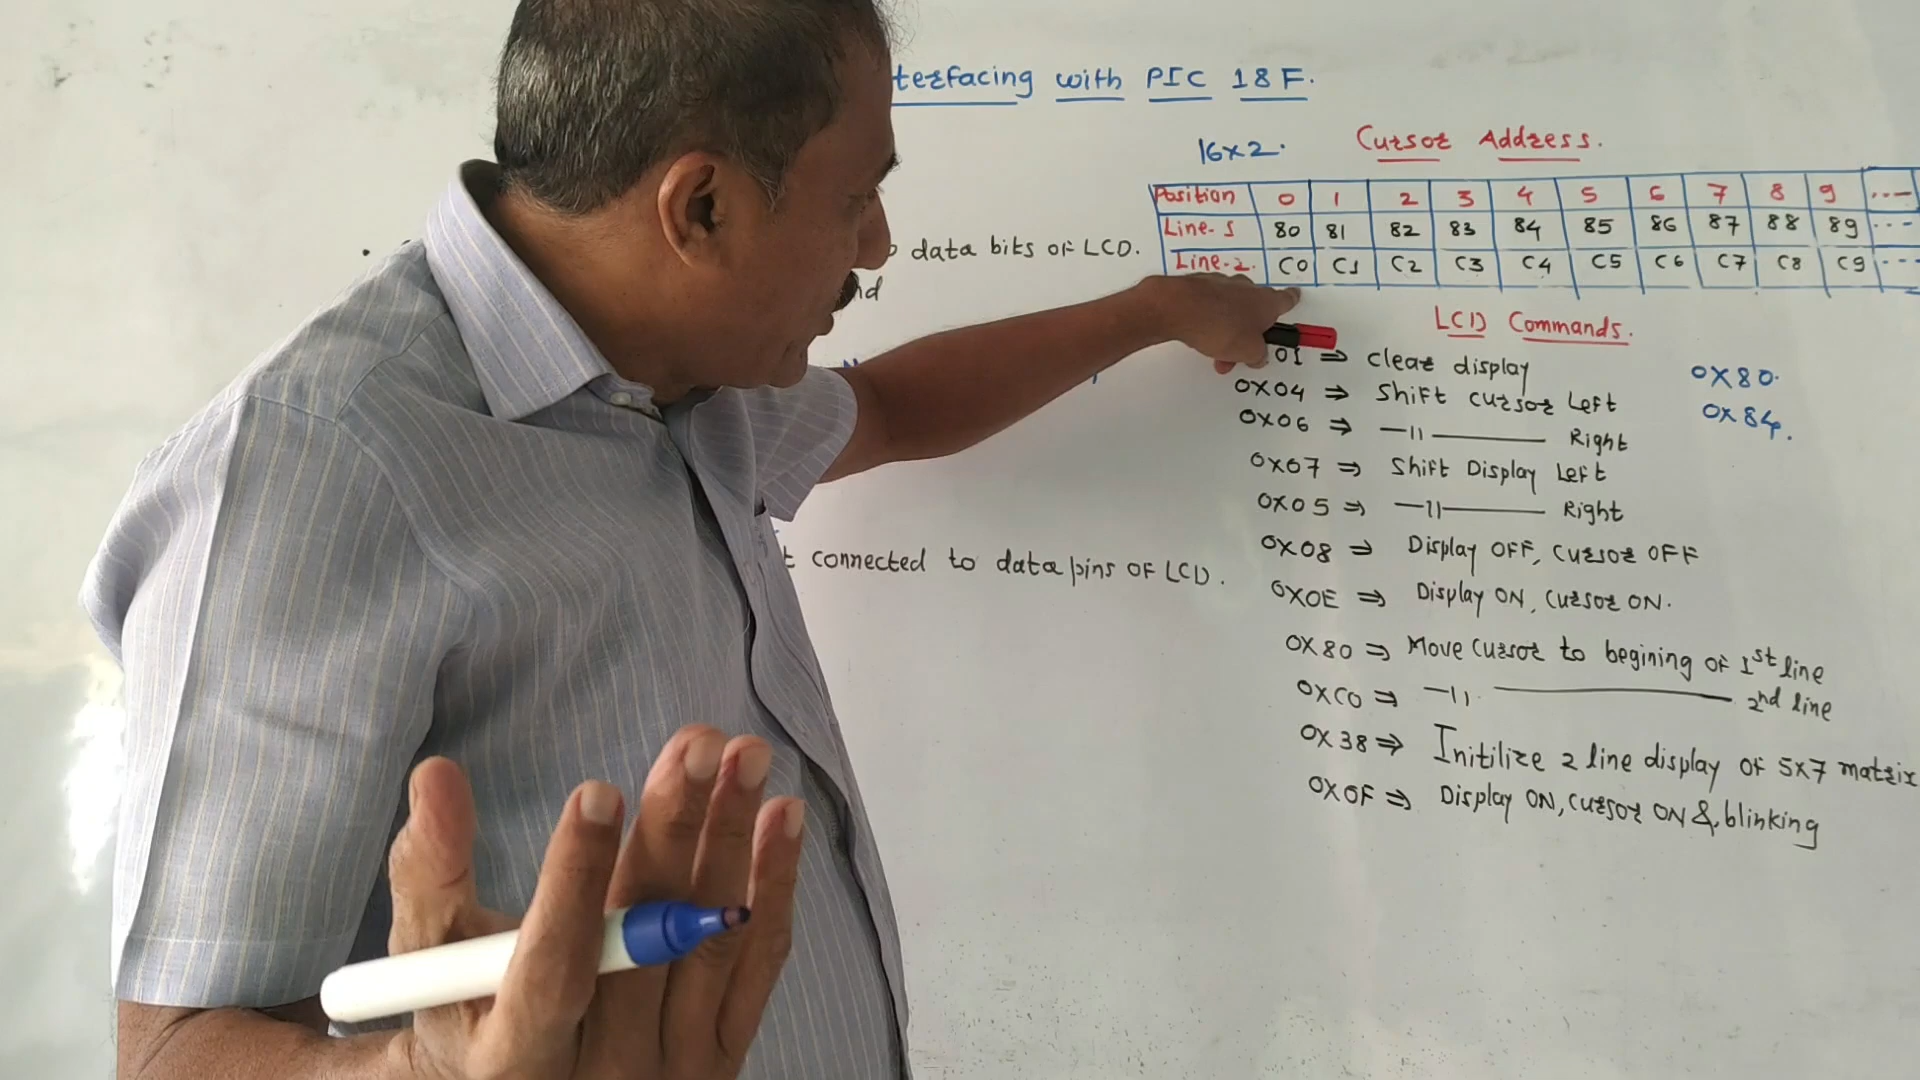 terfacing with PIC 18F.
16x2. Cursor Address.
Position 0 1 2 3 4 5 6 7 8 9 ----
Line-1 80 81 82 83 84 85 86 87 88 89 ---
Line-2. C0 C1 C2 C3 C4 C5 C6 C7 C8 C9 ---
data bits of LCD.
nd
LCD Commands.
01 ⇒ clear display
0X04 ⇒ Shift cursor Left
0X06 ⇒ —〃——— Right
0X07 ⇒ Shift Display Left
0X05 ⇒ —〃——— Right
0X08 ⇒ Display OFF, Cursor OFF
0X0E ⇒ Display ON, Cursor ON.
0X80 ⇒ Move Cursor to begining of 1st line
0XC0 ⇒ —〃——— 2nd line
0X38 ⇒ Initilize 2 line display of 5x7 matrix
0X0F ⇒ Display ON, Cursor ON & blinking
0X80.
0X84.
t connected to data pins of LCD.